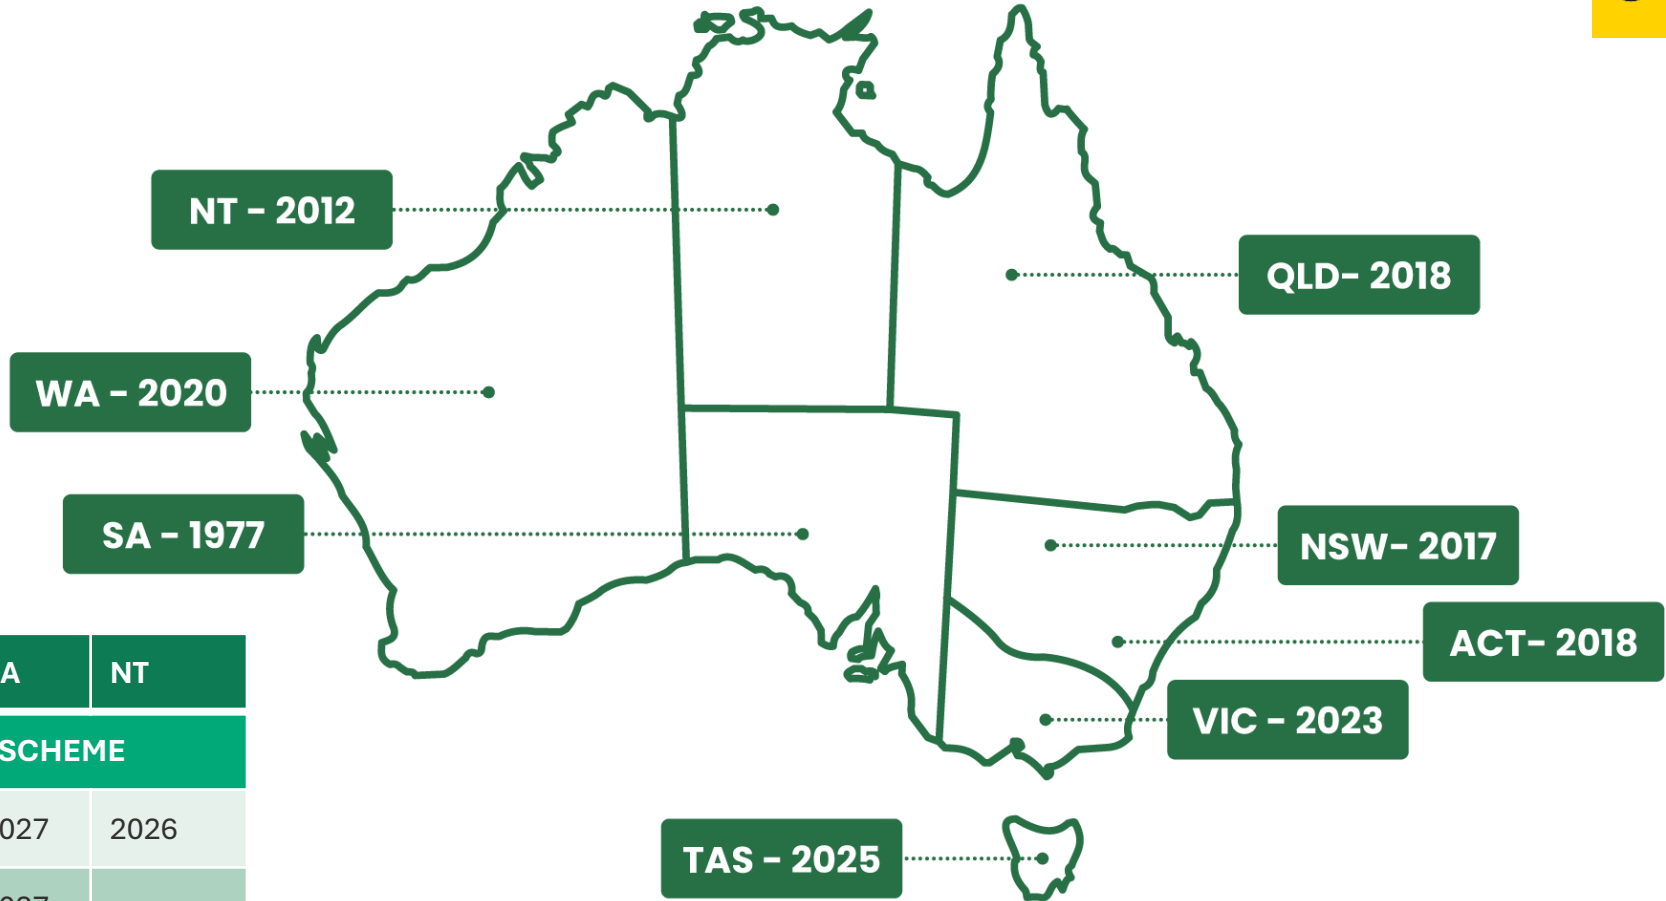 NT – 2012
QLD– 2018
WA – 2020
SA – 1977
NSW– 2017
ACT– 2018
VIC – 2023
TAS – 2025
A NT
SCHEME
027 2026